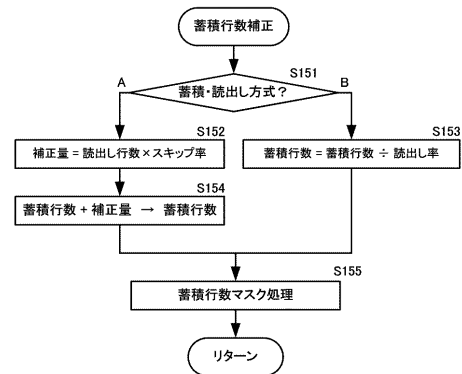 蓄積行数補正
S151
A
蓄積・読出し方式？
B
S152
補正量 = 読出し行数×スキップ率
S153
蓄積行数 = 蓄積行数 ÷ 読出し率
S154
蓄積行数 + 補正量 → 蓄積行数
S155
蓄積行数マスク処理
リターン